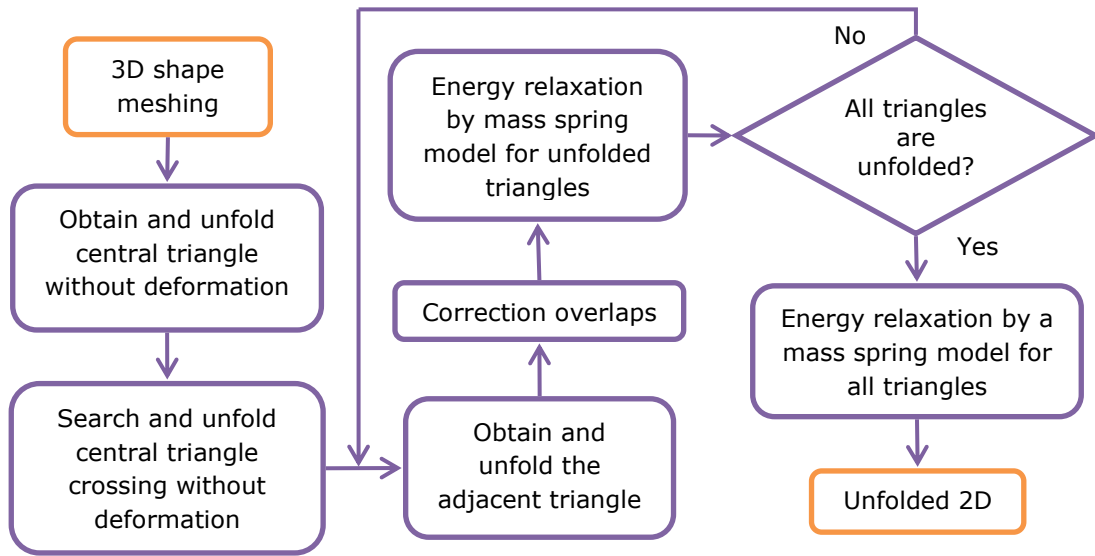 3D shape
meshing
Obtain and unfold
central triangle
without deformation
Search and unfold
central triangle
crossing without
deformation
Obtain and
unfold the
adjacent triangle
Correction overlaps
Energy relaxation
by mass spring
model for unfolded
triangles
All triangles
are
unfolded?
No
Yes
Energy relaxation by a
mass spring model for
all triangles
Unfolded 2D